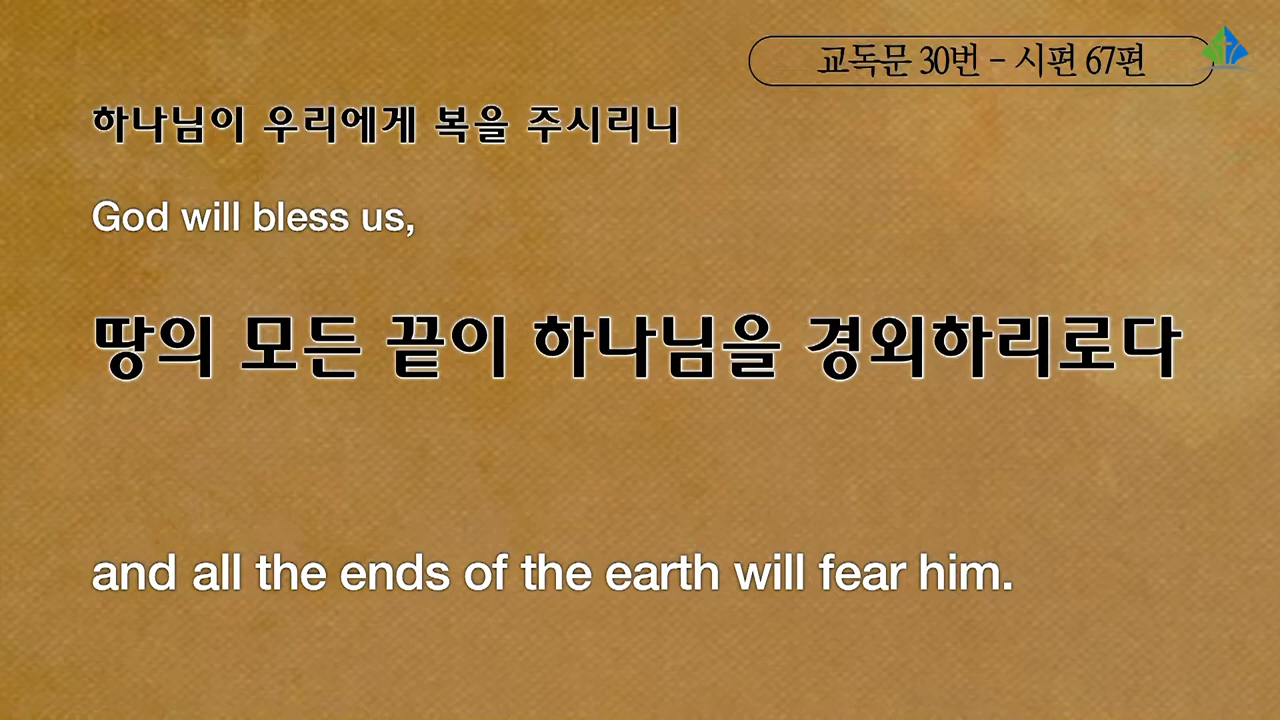 교독문 30번 - 시편 67편
하나님이 우리에게 복을 주시리니
God will bless us,
땅의 모든 끝이 하나님을 경외하리로다
and all the ends of the earth will fear him.